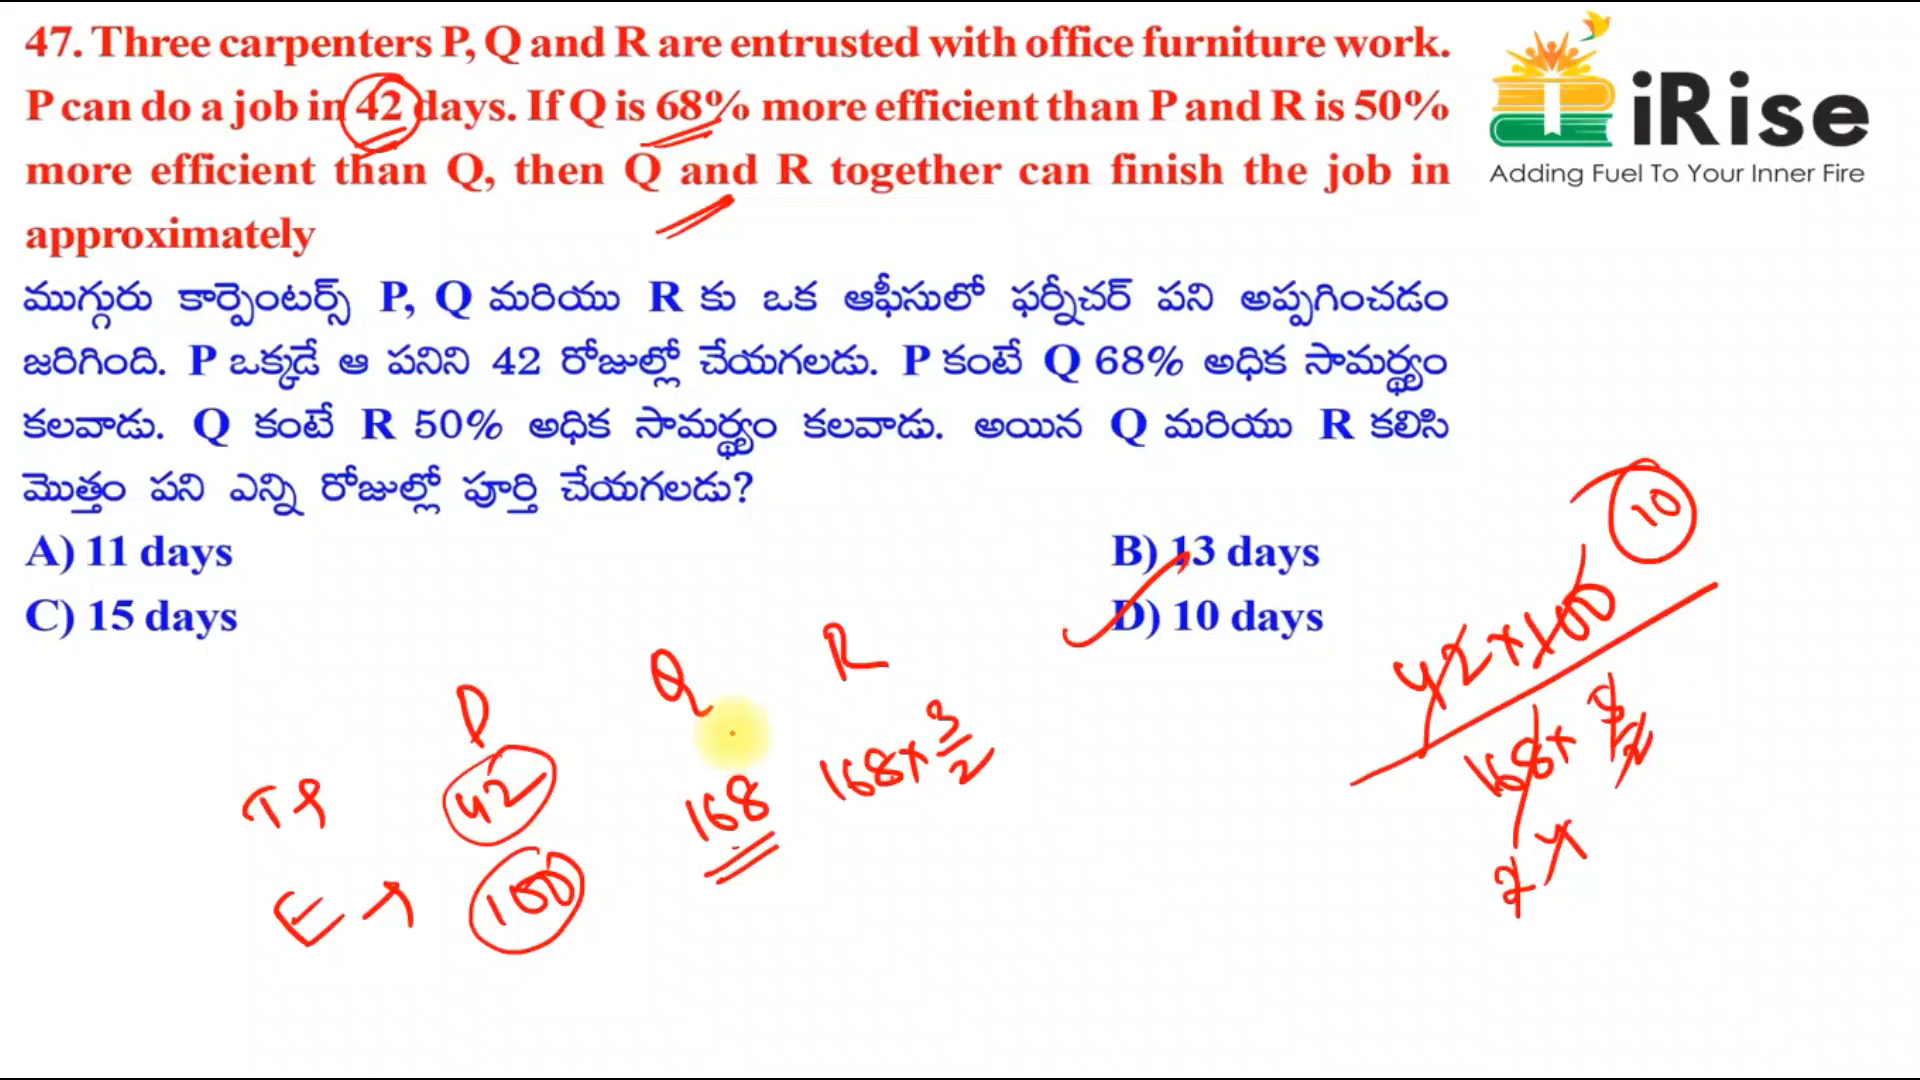 47. Three carpenters P, Q and R are entrusted with office furniture work.
P can do a job in 42 days. If Q is 68% more efficient than P and R is 50%
more efficient than Q, then Q and R together can finish the job in
approximately
iRise
Adding Fuel To Your Inner Fire
ముగ్గురు కార్పెంటర్స్ P, Q మరియు R కు ఒక ఆఫీసులో ఫర్నీచర్ పని అప్పగించడం
జరిగింది. P ఒక్కడే ఆ పనిని 42 రోజుల్లో చేయగలడు. P కంటే Q 68% అధిక సామర్థ్యం
కలవాడు. Q కంటే R 50% అధిక సామర్థ్యం కలవాడు. అయిన Q మరియు R కలిసి
మొత్తం పని ఎన్ని రోజుల్లో పూర్తి చేయగలడు?
A) 11 days
B) 13 days
C) 15 days
D) 10 days
P Q R
42 168 168 × 3/2
E → 100
10
42 × 100
168 × 5/2